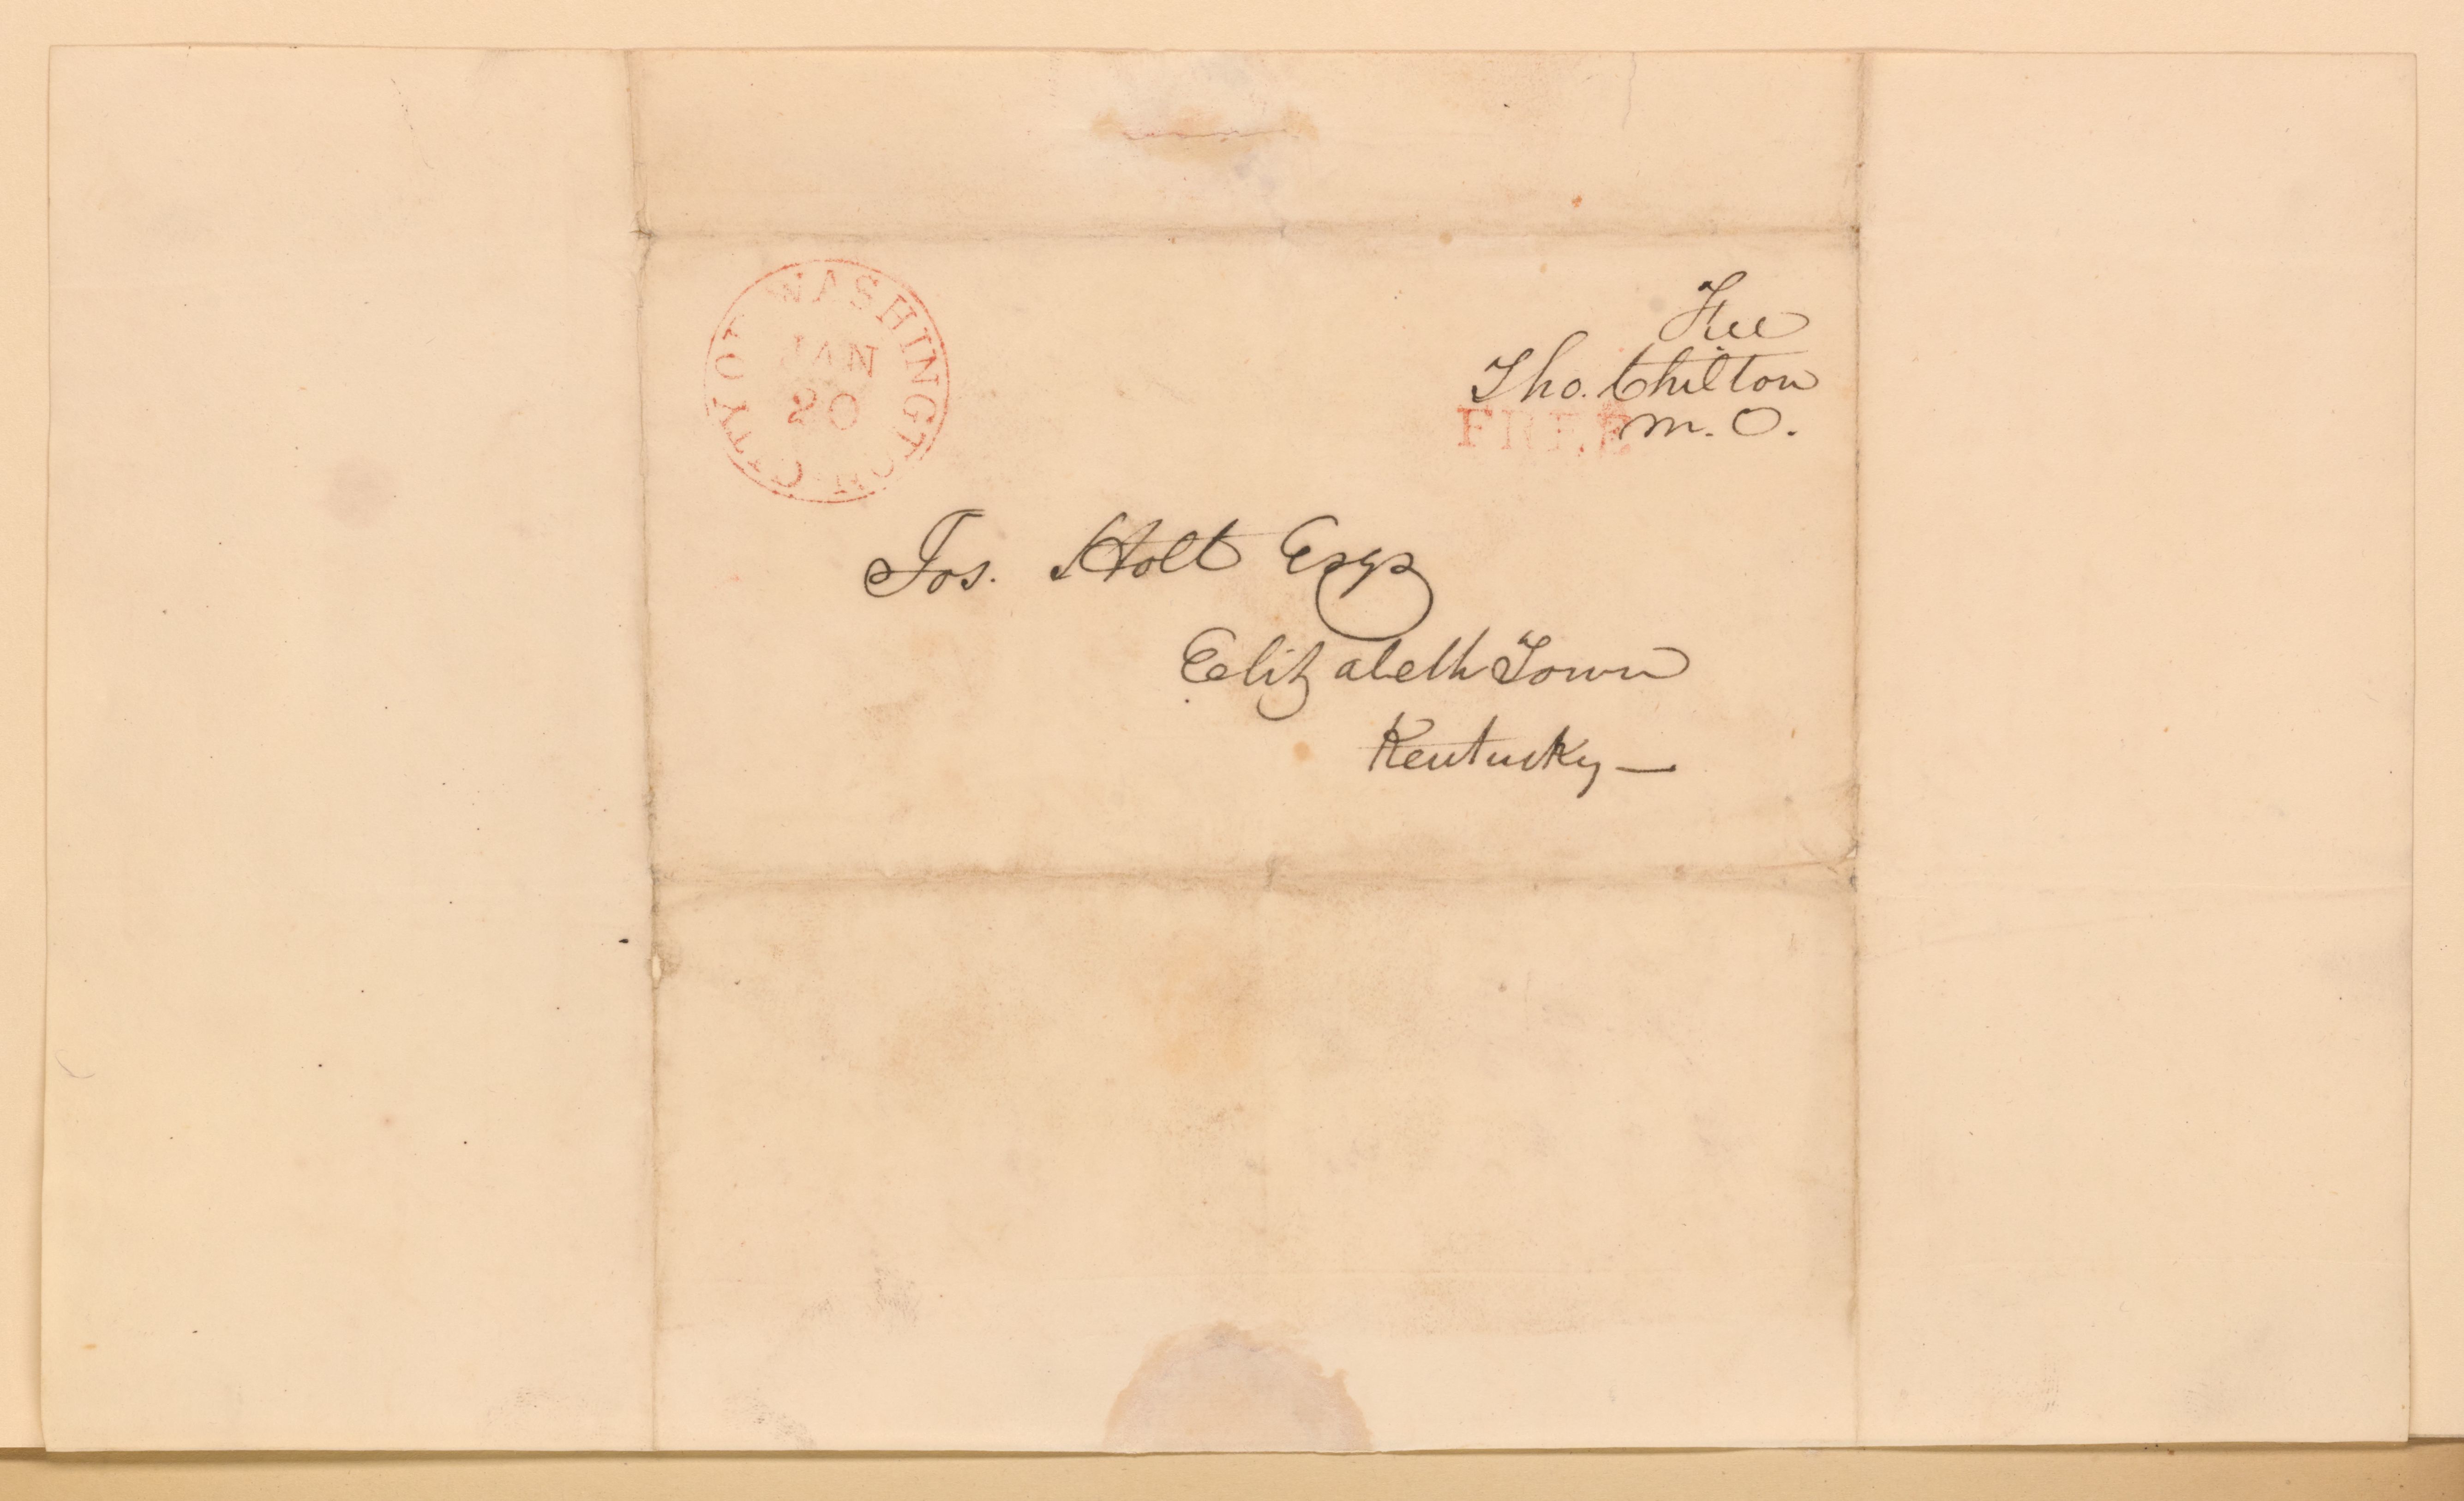 WASHINGTON CITY
JAN
20
Free
Tho. Chilton
FREE
M. C.
Jos. Holt Esqr
Elizabeth Town
Kentucky —